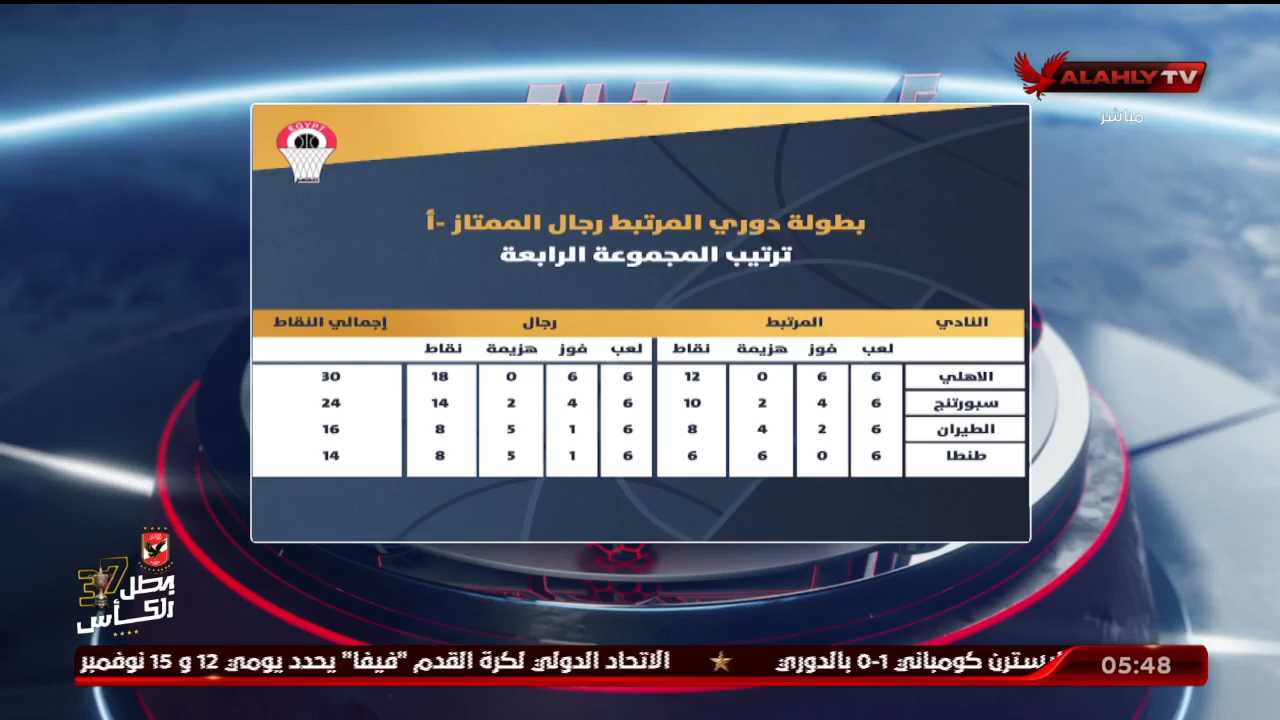 ALAHLY TV
مباشر
EGYPT
بطولة دوري المرتبط رجال الممتاز -أ
ترتيب المجموعة الرابعة
النادي المرتبط رجال إجمالي النقاط
لعب فوز هزيمة نقاط لعب فوز هزيمة نقاط
الاهلي 6 6 0 12 6 6 0 18 30
سبورتنج 6 4 2 10 6 4 2 14 24
الطيران 6 2 4 8 6 1 5 8 16
طنطا 6 0 6 6 6 1 5 8 14
بطل 37
الكأس
يسترن كومباني 1-0 بالدوري ★ الاتحاد الدولي لكرة القدم "فيفا" يحدد يومي 12 و 15 نوفمبر
05:48